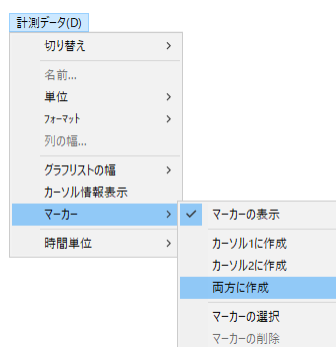 計測データ(D)
切り替え >
名前...
単位 >
フォーマット >
列の幅...
グラフリストの幅 >
カーソル情報表示
マーカー >
時間単位 >
✓ マーカーの表示
カーソル1に作成
カーソル2に作成
両方に作成
マーカーの選択
マーカーの削除